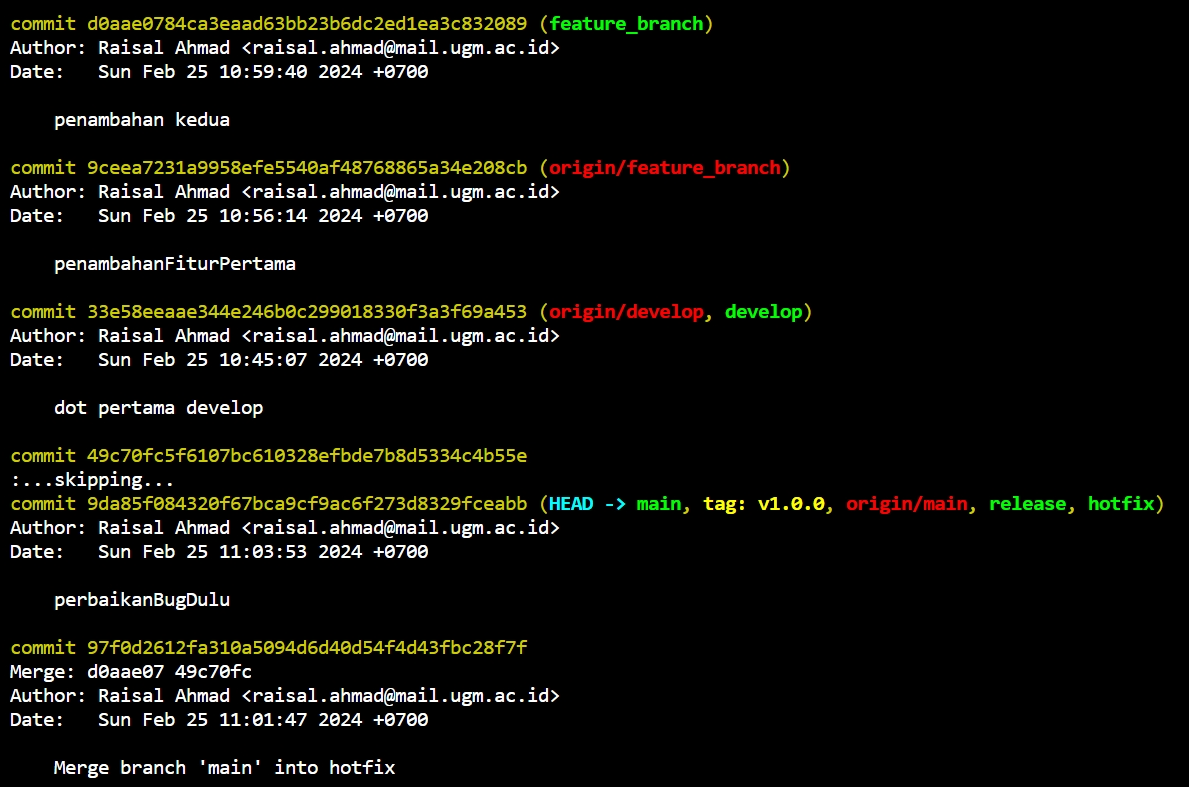 commit d0aae0784ca3eaad63bb23b6dc2ed1ea3c832089 (feature_branch)
Author: Raisal Ahmad <raisal.ahmad@mail.ugm.ac.id>
Date:   Sun Feb 25 10:59:40 2024 +0700

    penambahan kedua

commit 9ceea7231a9958efe5540af48768865a34e208cb (origin/feature_branch)
Author: Raisal Ahmad <raisal.ahmad@mail.ugm.ac.id>
Date:   Sun Feb 25 10:56:14 2024 +0700

    penambahanFiturPertama

commit 33e58eeaae344e246b0c299018330f3a3f69a453 (origin/develop, develop)
Author: Raisal Ahmad <raisal.ahmad@mail.ugm.ac.id>
Date:   Sun Feb 25 10:45:07 2024 +0700

    dot pertama develop

commit 49c70fc5f6107bc610328efbde7b8d5334c4b55e
:...skipping...
commit 9da85f084320f67bca9cf9ac6f273d8329fceabb (HEAD -> main, tag: v1.0.0, origin/main, release, hotfix)
Author: Raisal Ahmad <raisal.ahmad@mail.ugm.ac.id>
Date:   Sun Feb 25 11:03:53 2024 +0700

    perbaikanBugDulu

commit 97f0d2612fa310a5094d6d40d54f4d43fbc28f7f
Merge: d0aae07 49c70fc
Author: Raisal Ahmad <raisal.ahmad@mail.ugm.ac.id>
Date:   Sun Feb 25 11:01:47 2024 +0700

    Merge branch 'main' into hotfix